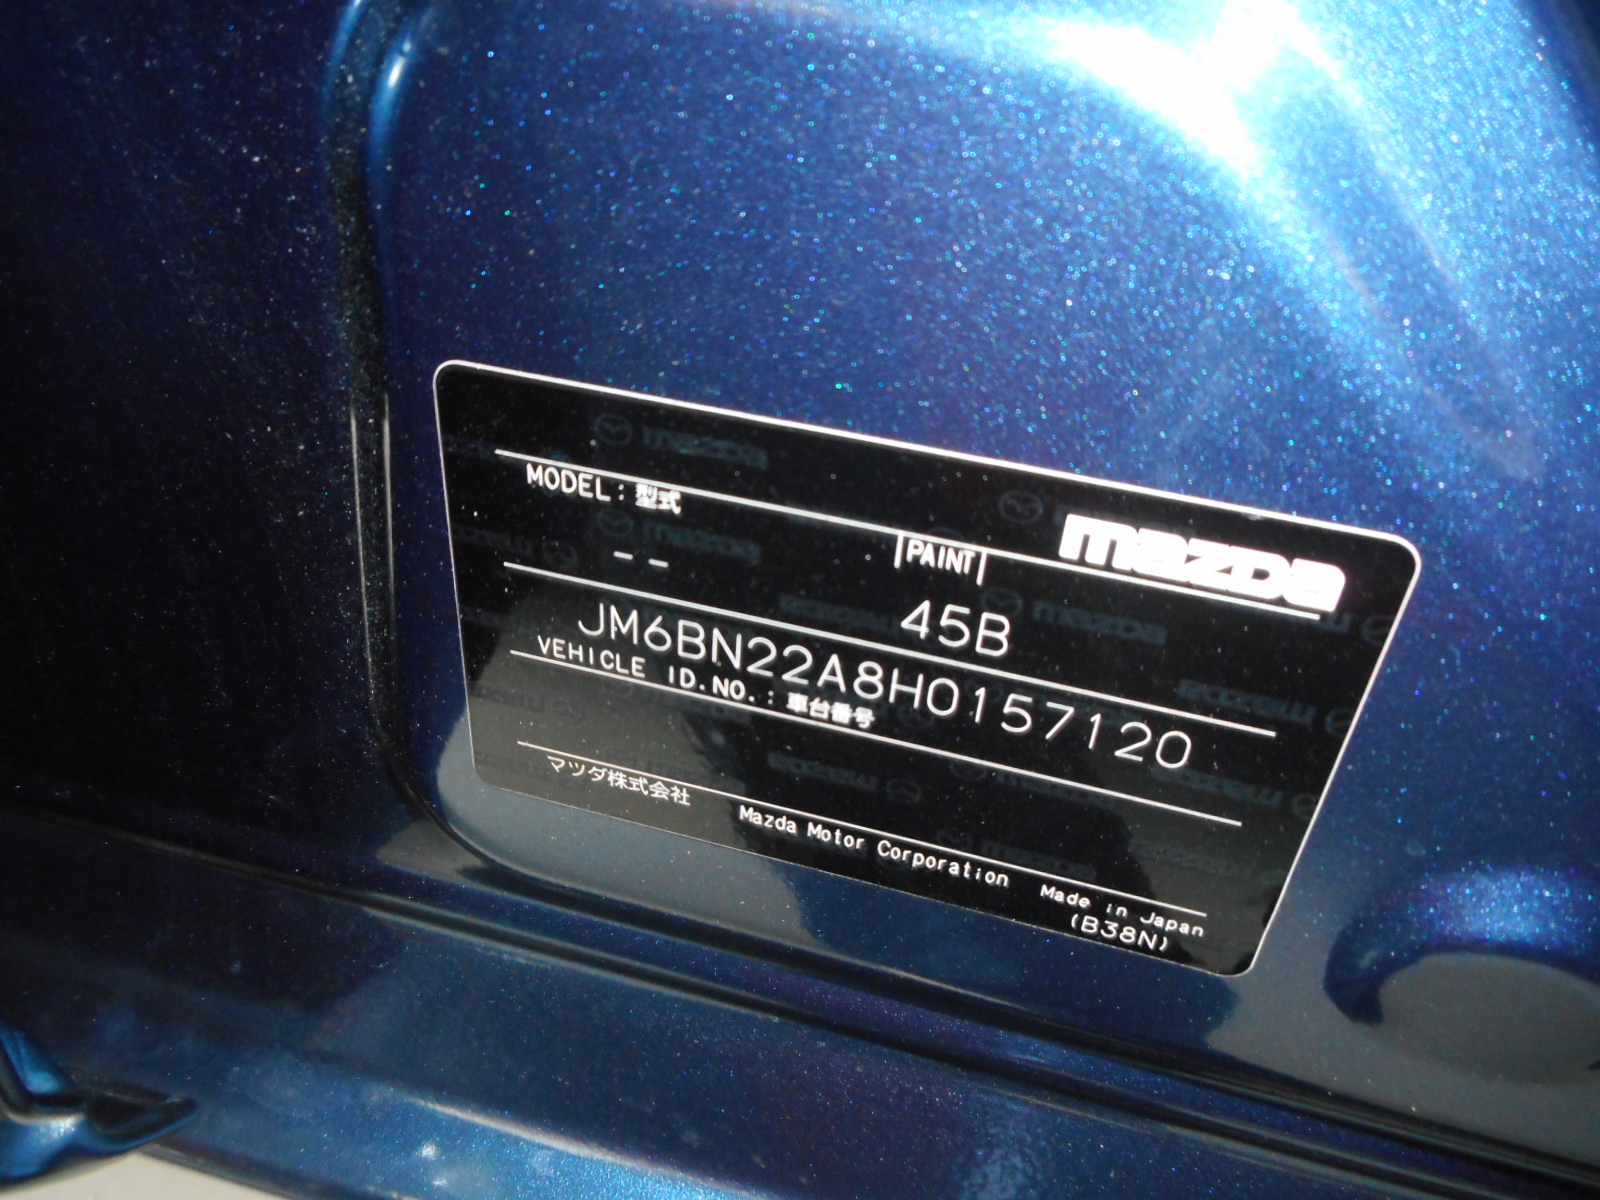 mazda
MODEL: 型式
PAINT
-- 45B
JM6BN22A8H0157120
VEHICLE ID.NO.: 車台番号
マツダ株式会社 Mazda Motor Corporation Made in Japan
(B38N)